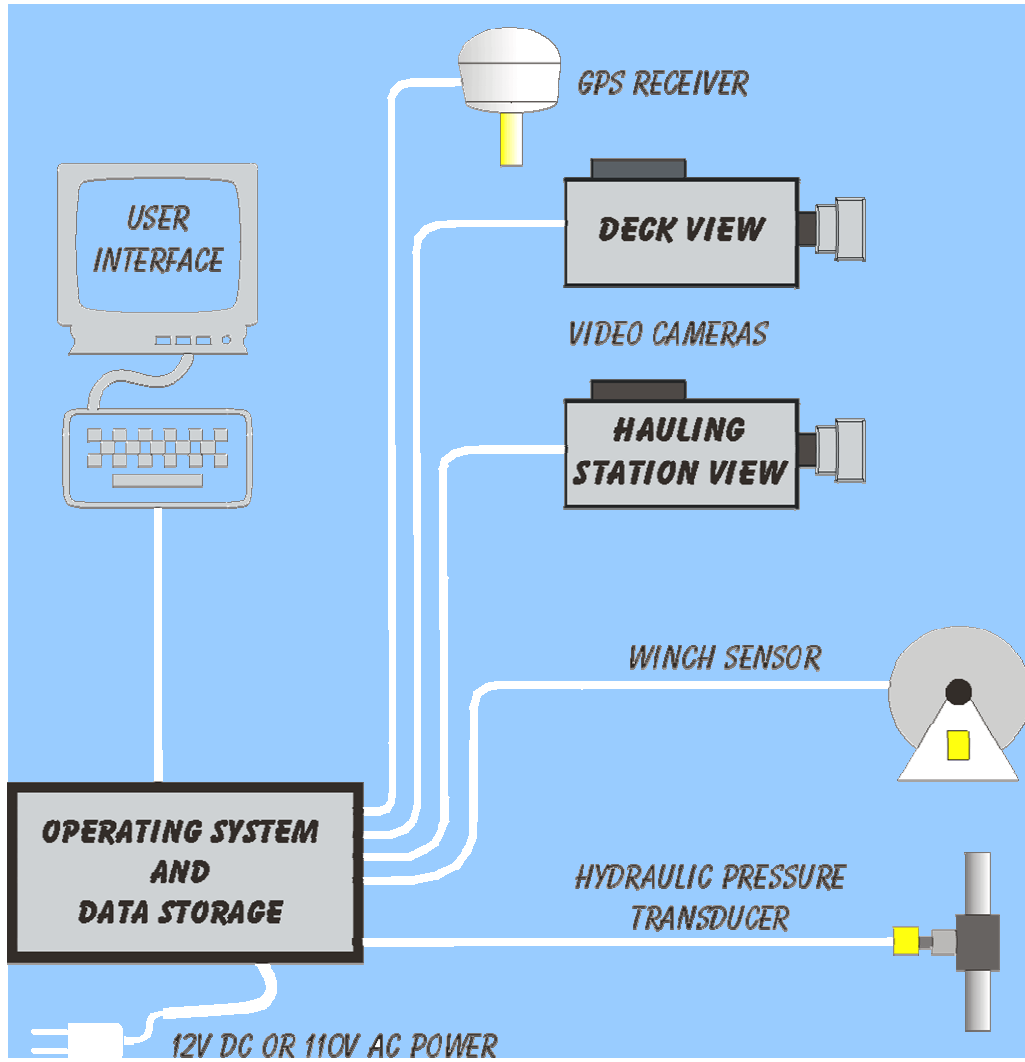 GPS RECEIVER
USER
INTERFACE
DECK VIEW
VIDEO CAMERAS
HAULING
STATION VIEW
WINCH SENSOR
OPERATING SYSTEM
AND
DATA STORAGE
HYDRAULIC PRESSURE
TRANSDUCER
12V DC OR 110V AC POWER